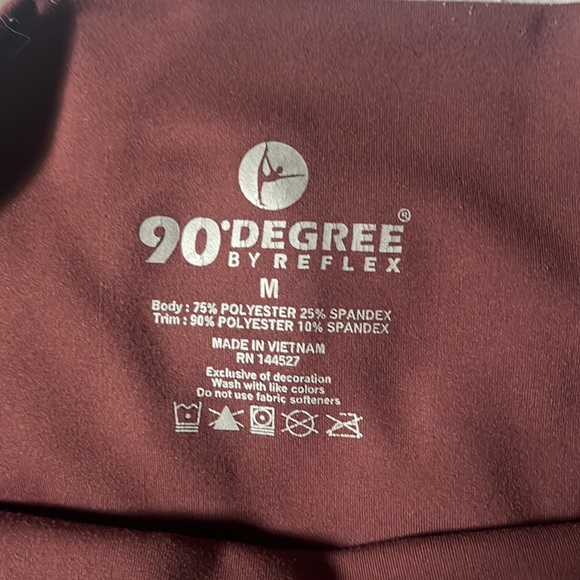 90°DEGREE®
BY REFLEX
M
Body : 75% POLYESTER 25% SPANDEX
Trim : 90% POLYESTER 10% SPANDEX
MADE IN VIETNAM
RN 144527
Exclusive of decoration
Wash with like colors
Do not use fabric softeners